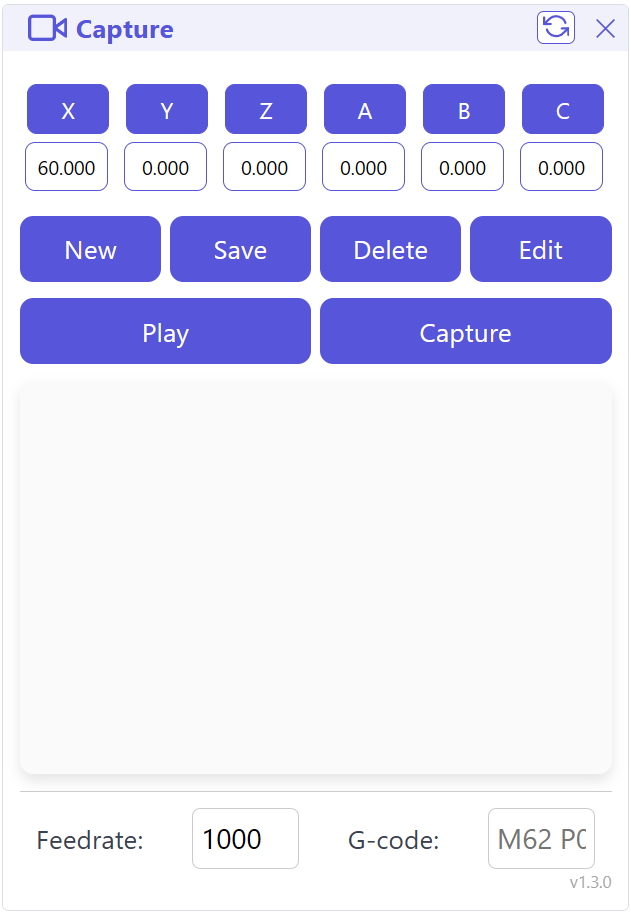 Capture
X Y Z A B C
60.000 0.000 0.000 0.000 0.000 0.000
New Save Delete Edit
Play Capture
Feedrate: 1000 G-code: M62 P0
v1.3.0